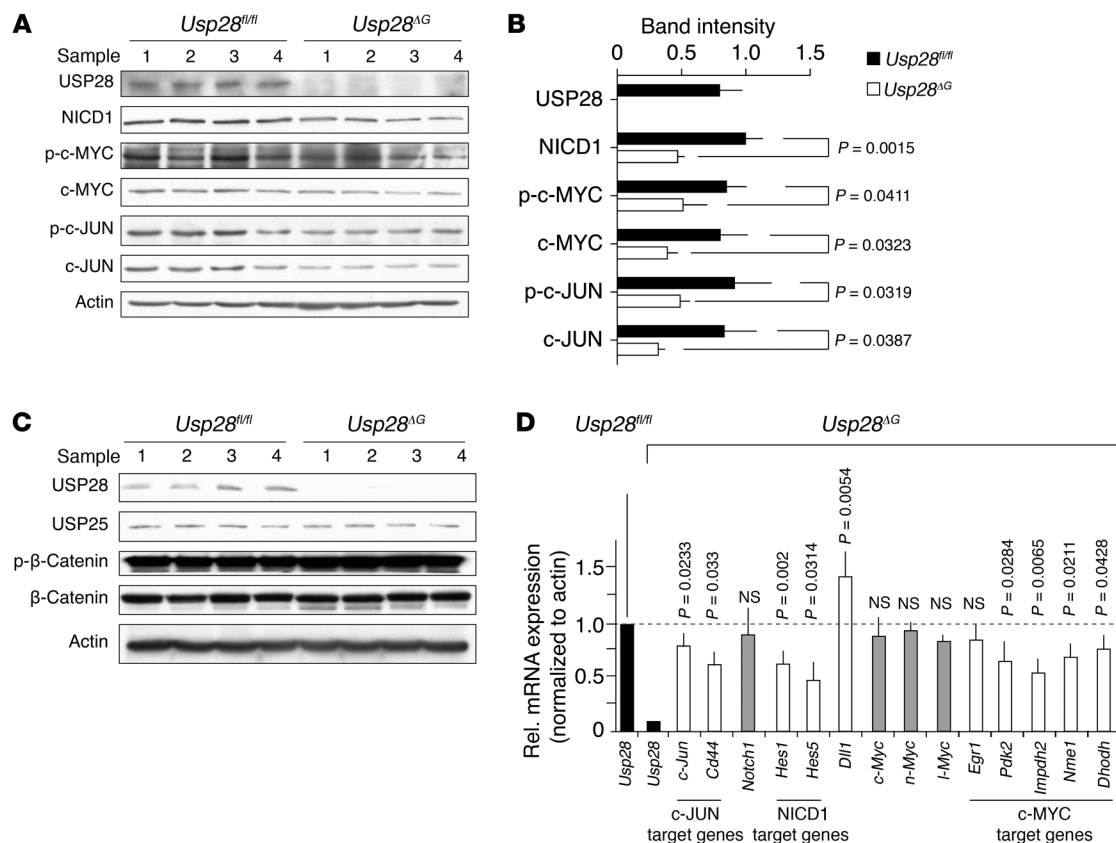 A
Usp28fl/fl Usp28ΔG
Sample 1 2 3 4 1 2 3 4
USP28
NICD1
p-c-MYC
c-MYC
p-c-JUN
c-JUN
Actin
B
Band intensity
0 0.5 1.0 1.5
Usp28fl/fl
Usp28ΔG
USP28
NICD1 P = 0.0015
p-c-MYC P = 0.0411
c-MYC P = 0.0323
p-c-JUN P = 0.0319
c-JUN P = 0.0387
C
Usp28fl/fl Usp28ΔG
Sample 1 2 3 4 1 2 3 4
USP28
USP25
p-β-Catenin
β-Catenin
Actin
D
Usp28fl/fl Usp28ΔG
Rel. mRNA expression
(normalized to actin)
1.5
1.0
0.5
0
P = 0.0233
P = 0.033
NS
P = 0.002
P = 0.0314
P = 0.0054
NS
NS
NS
NS
P = 0.0284
P = 0.0065
P = 0.0211
P = 0.0428
Usp28
Usp28
c-Jun
Cd44
Notch1
Hes1
Hes5
Dll1
c-Myc
n-Myc
l-Myc
Egr1
Pdk2
Impdh2
Nme1
Dhodh
c-JUN NICD1 c-MYC
target genes target genes target genes